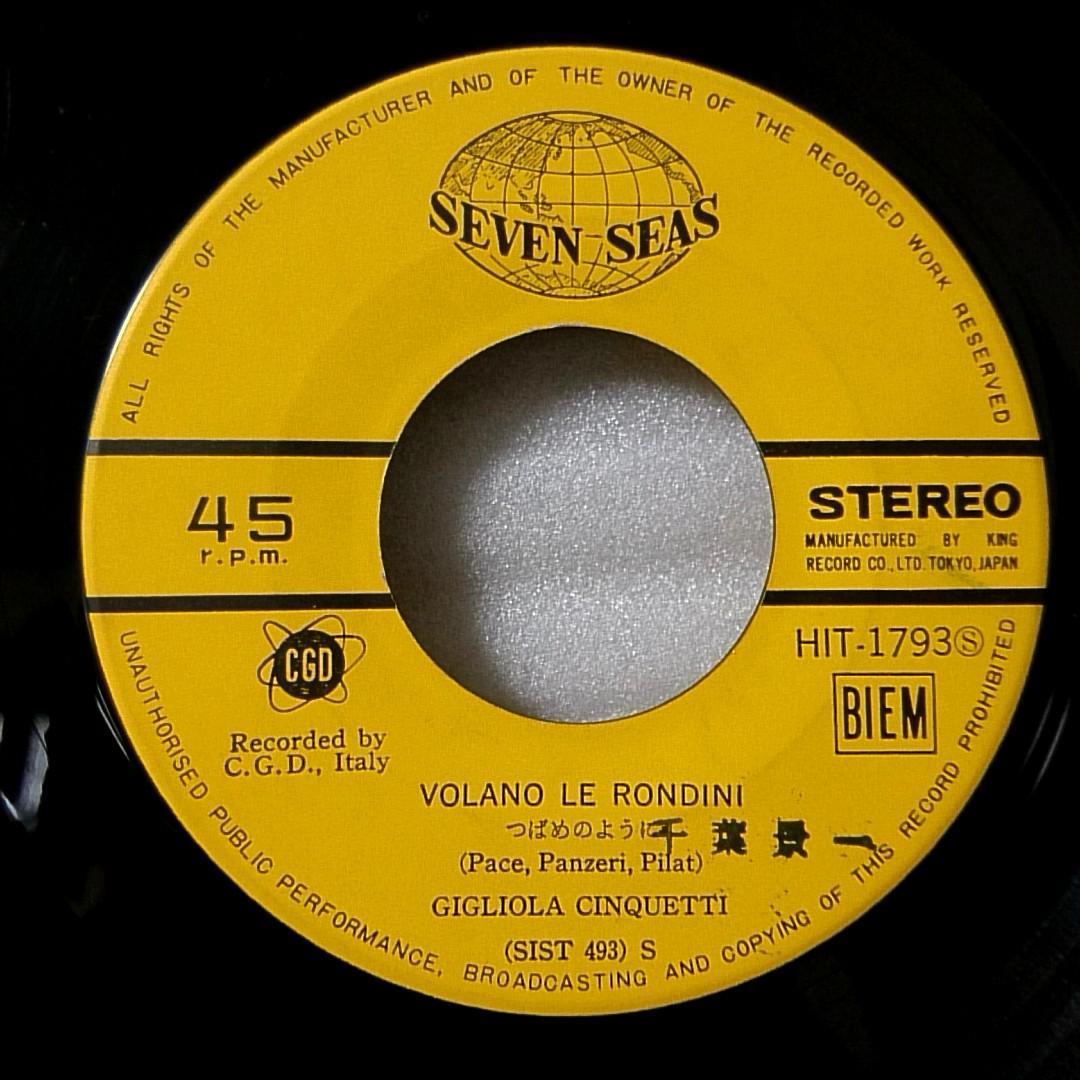 ALL RIGHTS OF THE MANUFACTURER AND OF THE OWNER OF THE RECORDED WORK RESERVED
SEVEN SEAS
45
r.p.m.
STEREO
MANUFACTURED BY KING
RECORD CO., LTD. TOKYO, JAPAN
CGD
Recorded by
C.G.D., Italy
HIT-1793Ⓢ
BIEM
VOLANO LE RONDINI
つばめのように
千葉 一
(Pace, Panzeri, Pilat)
GIGLIOLA CINQUETTI
(SIST 493) S
UNAUTHORISED PUBLIC PERFORMANCE, BROADCASTING AND COPYING OF THIS RECORD PROHIBITED